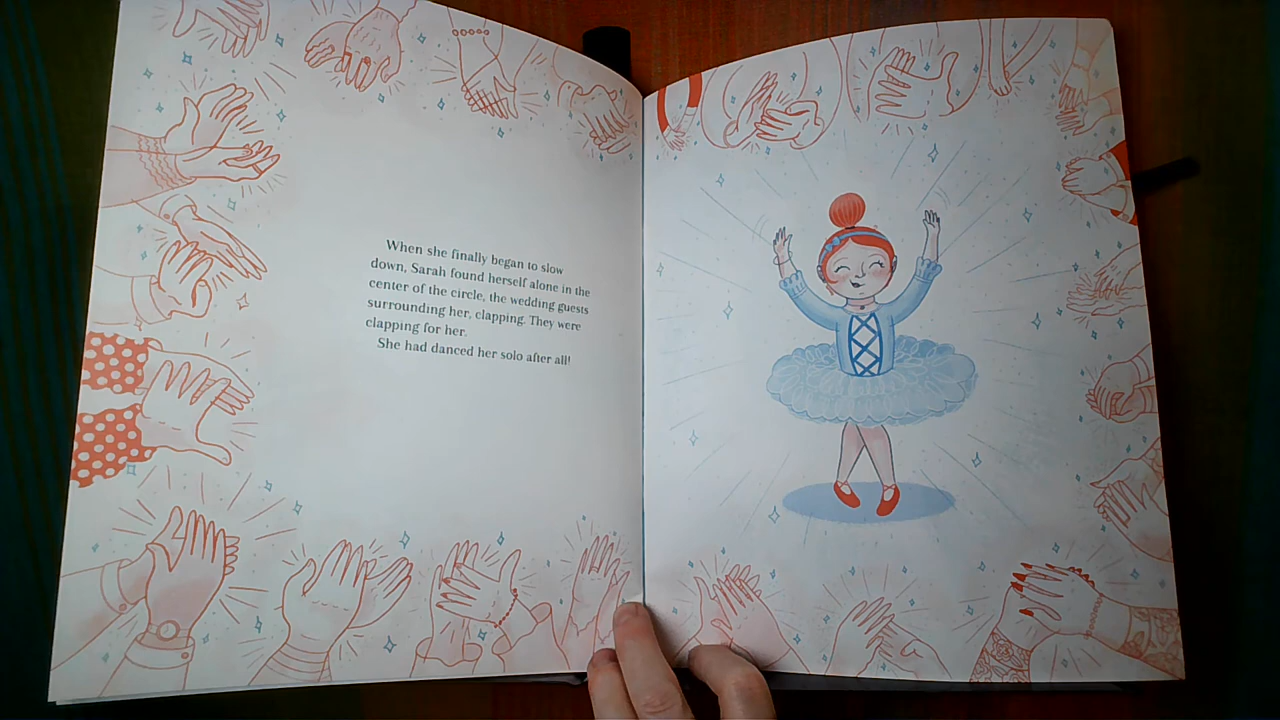 When she finally began to slow
down, Sarah found herself alone in the
center of the circle, the wedding guests
surrounding her, clapping. They were
clapping for her.
She had danced her solo after all!